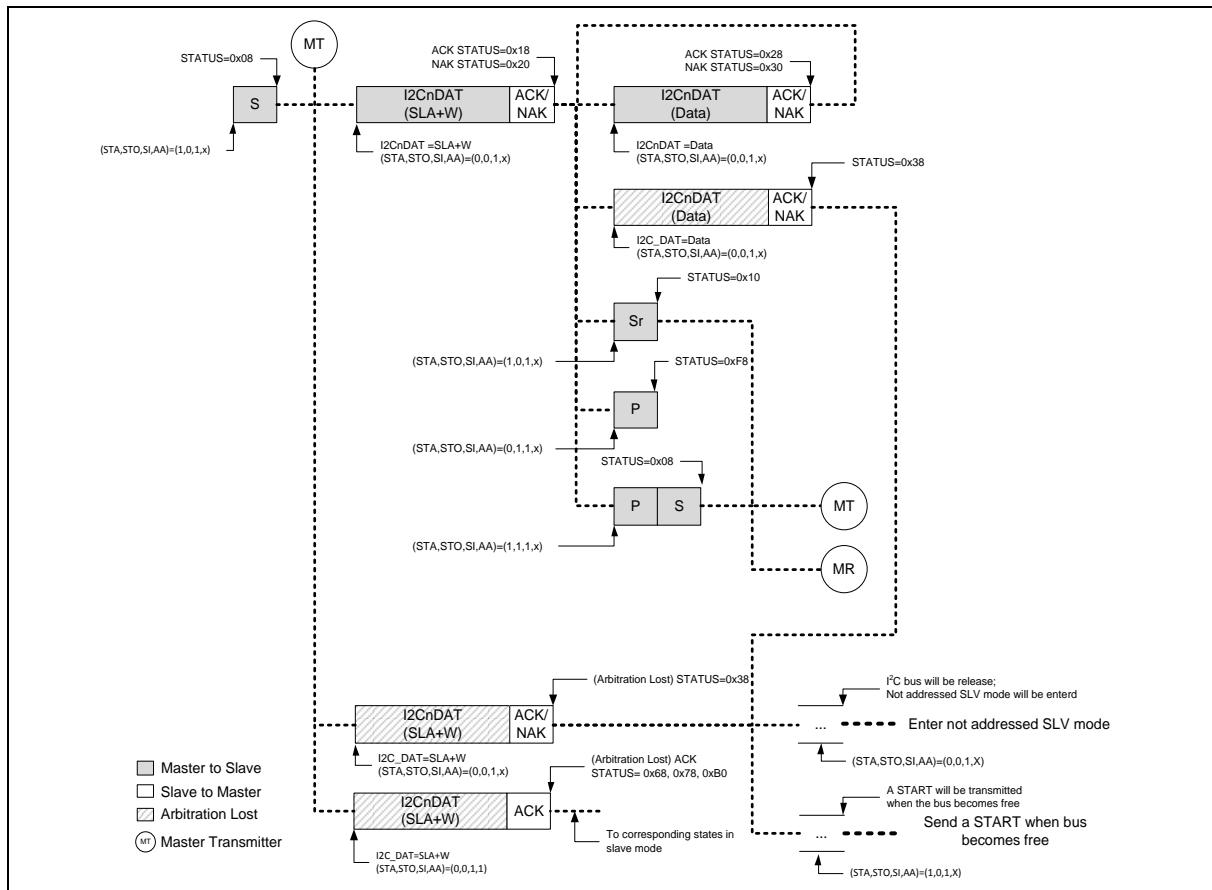 MT
STATUS=0x08
S
(STA,STO,SI,AA)=(1,0,1,x)
ACK STATUS=0x18
NAK STATUS=0x20
I2CnDAT
(SLA+W)
ACK/
NAK
I2CnDAT =SLA+W
(STA,STO,SI,AA)=(0,0,1,x)
ACK STATUS=0x28
NAK STATUS=0x30
I2CnDAT
(Data)
ACK/
NAK
I2CnDAT =Data
(STA,STO,SI,AA)=(0,0,1,x)
STATUS=0x38
I2CnDAT
(Data)
ACK/
NAK
I2C_DAT=Data
(STA,STO,SI,AA)=(0,0,1,x)
STATUS=0x10
Sr
(STA,STO,SI,AA)=(1,0,1,x)
STATUS=0xF8
P
(STA,STO,SI,AA)=(0,1,1,x)
STATUS=0x08
P S
(STA,STO,SI,AA)=(1,1,1,x)
MT
MR
(Arbitration Lost) STATUS=0x38
I2CnDAT
(SLA+W)
ACK/
NAK
I2C_DAT=SLA+W
(STA,STO,SI,AA)=(0,0,1,x)
I²C bus will be release;
Not addressed SLV mode will be enterd
... Enter not addressed SLV mode
(STA,STO,SI,AA)=(0,0,1,X)
(Arbitration Lost) ACK
STATUS= 0x68, 0x78, 0xB0
I2CnDAT
(SLA+W)
ACK
I2C_DAT=SLA+W
(STA,STO,SI,AA)=(0,0,1,1)
To corresponding states in
slave mode
A START will be transmitted
when the bus becomes free
... Send a START when bus
becomes free
(STA,STO,SI,AA)=(1,0,1,X)
Master to Slave
Slave to Master
Arbitration Lost
MT Master Transmitter